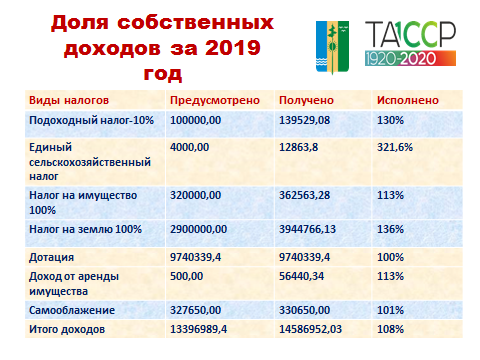 Доля собственных
доходов за 2019
год
ТАССР
1920-2020
Виды налогов Предусмотрено Получено Исполнено
Подоходный налог-10% 100000,00 139529,08 130%
Единый
сельскохозяйственный
налог 4000,00 12863,8 321,6%
Налог на имущество
100% 320000,00 362563,28 113%
Налог на землю 100% 2900000,00 3944766,13 136%
Дотация 9740339,4 9740339,4 100%
Доход от аренды
имущества 500,00 56440,34 113%
Самооблажение 327650,00 330650,00 101%
Итого доходов 13396989,4 14586952,03 108%